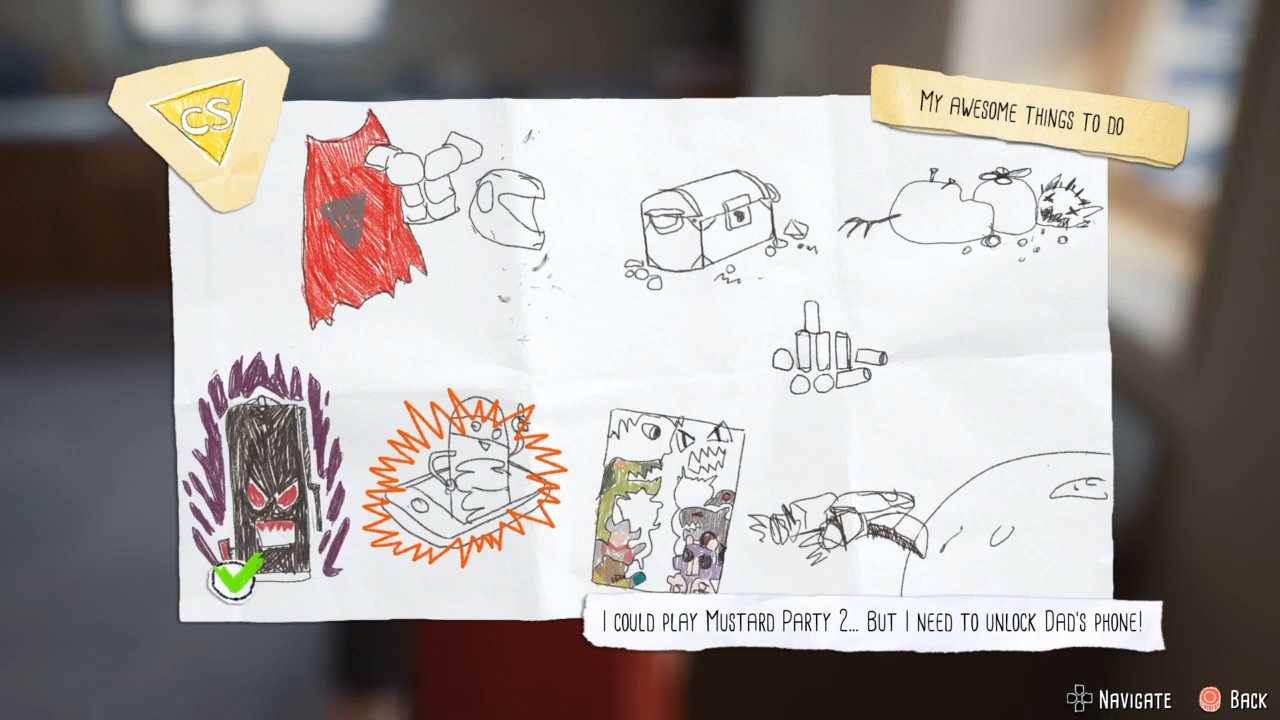 CS
My awesome things to do
I could play Mustard Party 2... But I need to unlock Dad's phone!
Navigate
Back